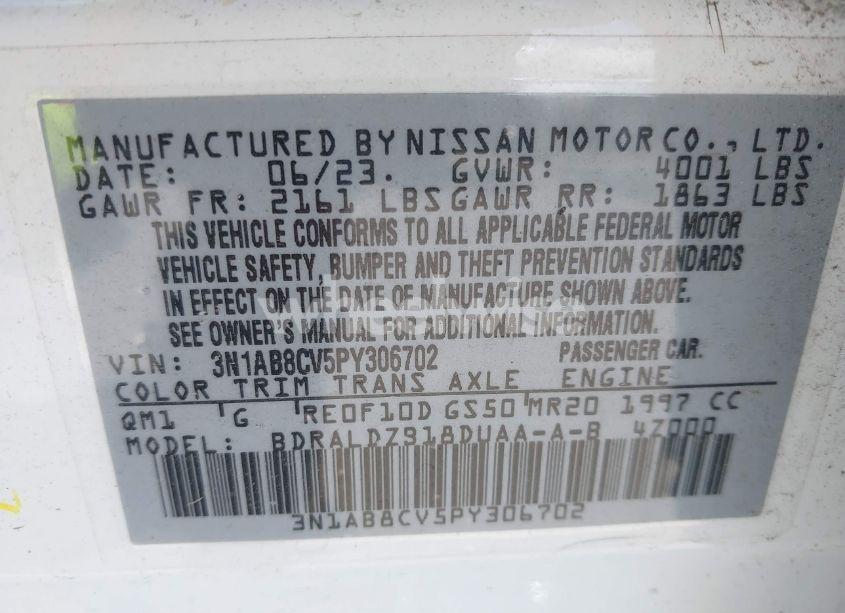 MANUFACTURED BY NISSAN MOTOR CO., LTD.
DATE: 06/23. GVWR: 4001 LBS
GAWR FR: 2161 LBS GAWR RR: 1863 LBS
THIS VEHICLE CONFORMS TO ALL APPLICABLE FEDERAL MOTOR
VEHICLE SAFETY, BUMPER AND THEFT PREVENTION STANDARDS
IN EFFECT ON THE DATE OF MANUFACTURE SHOWN ABOVE.
SEE OWNER'S MANUAL FOR ADDITIONAL INFORMATION.
VIN: 3N1AB8CV5PY306702 PASSENGER CAR.
COLOR TRIM TRANS AXLE ENGINE
QM1 G RE0F10D GS50 MR20 1997 CC
MODEL: BDRALDZ918DUAA-A-B 4Z000
3N1AB8CV5PY306702